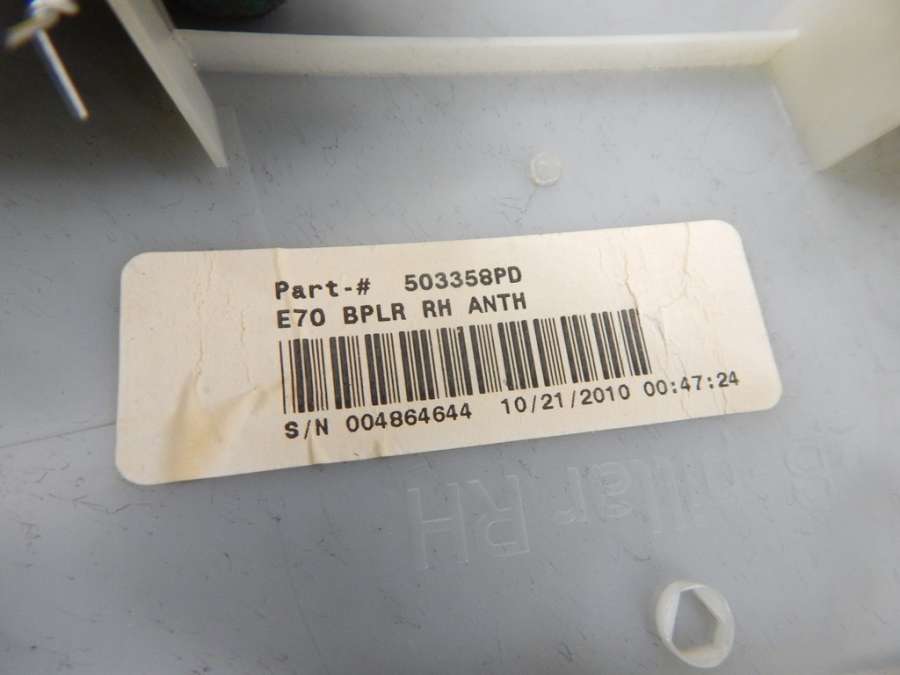 Part-# 503358PD
E70 BPLR RH ANTH
S/N 004864644 10/21/2010 00:47:24
B Pillar RH